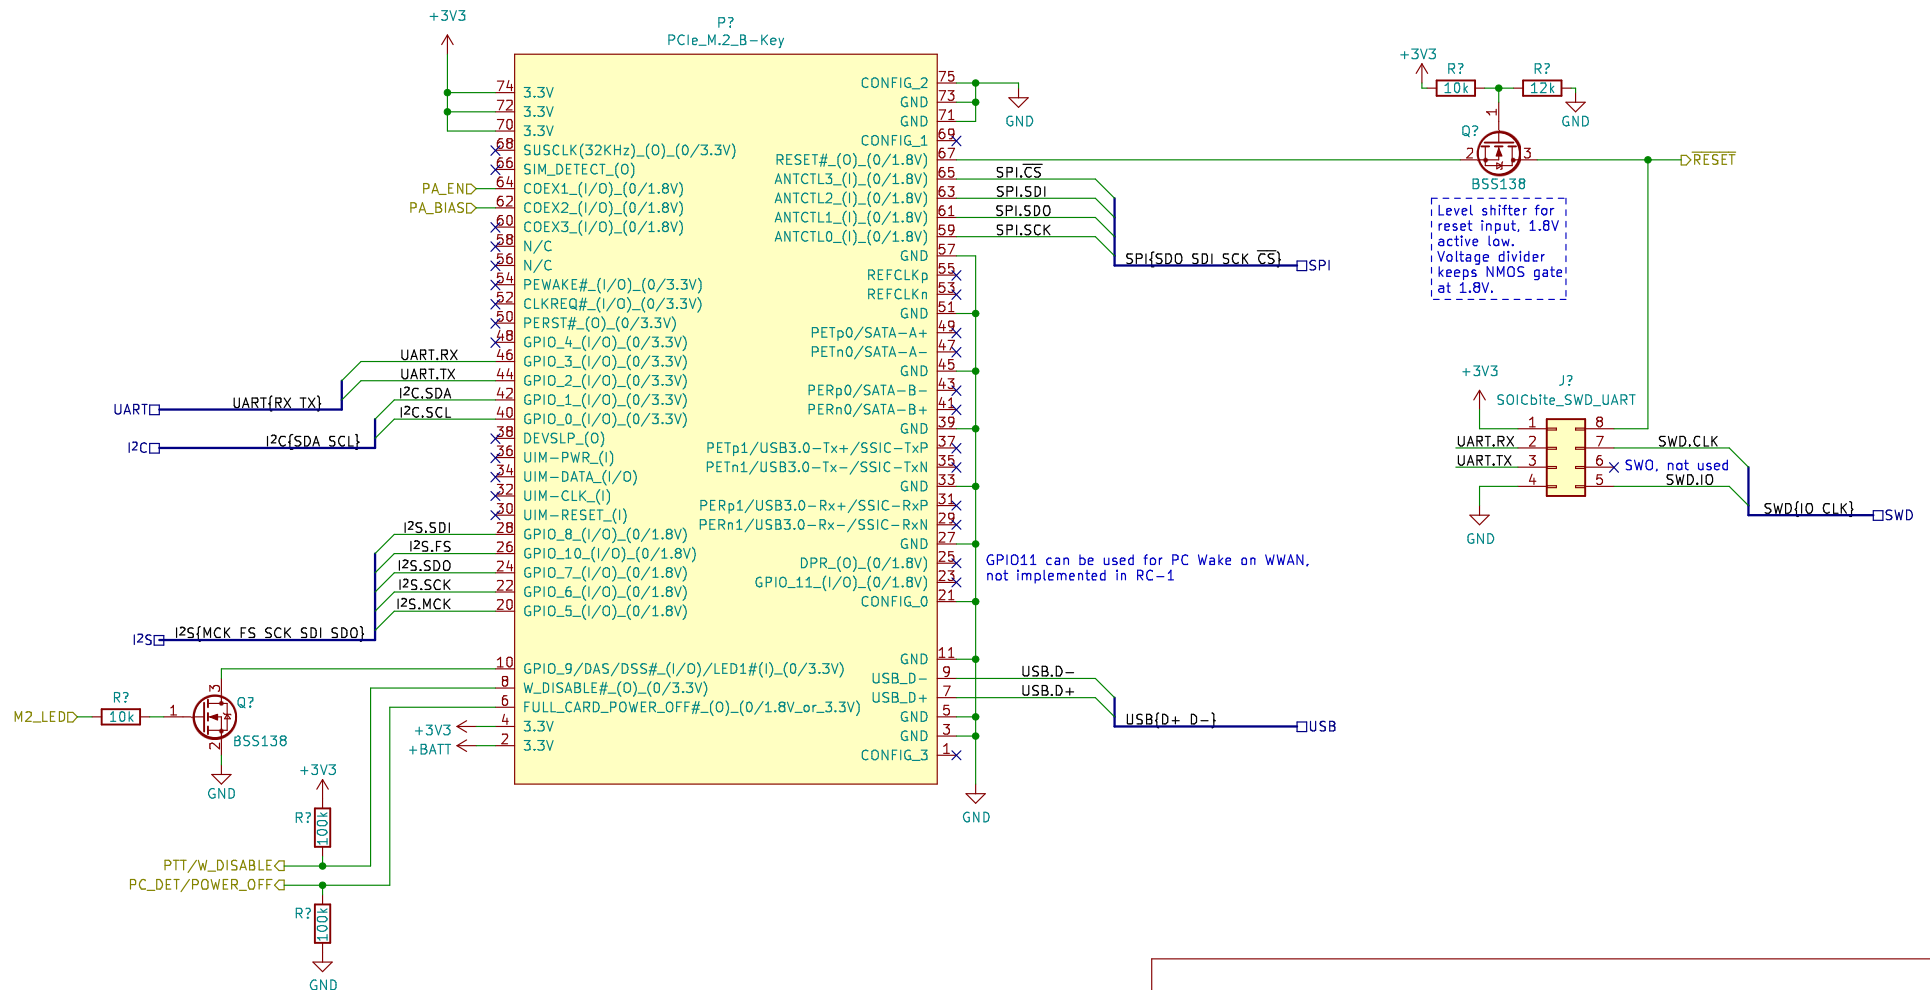 +3V3
P?
PCIe_M.2_B-Key
74
3.3V
72
3.3V
70
3.3V
68
SUSCLK(32KHz)_(O)_(0/3.3V)
66
SIM_DETECT_(O)
PA_EN
64
COEX1_(I/O)_(0/1.8V)
PA_BIAS
62
COEX2_(I/O)_(0/1.8V)
60
COEX3_(I/O)_(0/1.8V)
58
N/C
56
N/C
54
PEWAKE#_(I/O)_(0/3.3V)
52
CLKREQ#_(I/O)_(0/3.3V)
50
PERST#_(O)_(0/3.3V)
48
GPIO_4_(I/O)_(0/3.3V)
UART.RX
46
GPIO_3_(I/O)_(0/3.3V)
UART.TX
44
GPIO_2_(I/O)_(0/3.3V)
I²C.SDA
42
GPIO_1_(I/O)_(0/3.3V)
I²C.SCL
40
GPIO_0_(I/O)_(0/3.3V)
UART
UART{RX TX}
I²C
I²C{SDA SCL}
38
DEVSLP_(O)
36
UIM-PWR_(I)
34
UIM-DATA_(I/O)
32
UIM-CLK_(I)
30
UIM-RESET_(I)
I²S.SDI
28
GPIO_8_(I/O)_(0/1.8V)
I²S.FS
26
GPIO_10_(I/O)_(0/1.8V)
I²S.SDO
24
GPIO_7_(I/O)_(0/1.8V)
I²S.SCK
22
GPIO_6_(I/O)_(0/1.8V)
I²S.MCK
20
GPIO_5_(I/O)_(0/1.8V)
I²S
I²S{MCK FS SCK SDI SDO}
10
GPIO_9/DAS/DSS#_(I/O)/LED1#(I)_(0/3.3V)
8
W_DISABLE#_(O)_(0/3.3V)
6
FULL_CARD_POWER_OFF#_(O)_(0/1.8V_or_3.3V)
+3V3
4
3.3V
+BATT
2
3.3V
M2_LED
R?
10k
1
3
Q?
2
BSS138
GND
+3V3
R?
100k
PTT/W_DISABLE
PC_DET/POWER_OFF
R?
100k
GND
CONFIG_2
75
GND
73
GND
71
GND
CONFIG_1
69
RESET#_(O)_(0/1.8V)
67
ANTCTL3_(I)_(0/1.8V)
65
SPI.CS
ANTCTL2_(I)_(0/1.8V)
63
SPI.SDI
ANTCTL1_(I)_(0/1.8V)
61
SPI.SDO
ANTCTL0_(I)_(0/1.8V)
59
SPI.SCK
GND
57
SPI{SDO SDI SCK CS}
SPI
REFCLKp
55
REFCLKn
53
GND
51
PETp0/SATA-A+
49
PETn0/SATA-A-
47
GND
45
PERp0/SATA-B-
43
PERn0/SATA-B+
41
GND
39
PETp1/USB3.0-Tx+/SSIC-TxP
37
PETn1/USB3.0-Tx-/SSIC-TxN
35
GND
33
PERp1/USB3.0-Rx+/SSIC-RxP
31
PERn1/USB3.0-Rx-/SSIC-RxN
29
GND
27
DPR_(O)_(0/1.8V)
25
GPIO_11_(I/O)_(0/1.8V)
23
CONFIG_0
21
GPIO11 can be used for PC Wake on WWAN,
not implemented in RC-1
GND
11
USB_D-
9
USB.D-
USB_D+
7
USB.D+
GND
5
GND
3
CONFIG_3
1
USB{D+ D-}
USB
GND
+3V3
R?
10k
R?
12k
GND
1
Q?
2
3
BSS138
RESET
Level shifter for
reset input, 1.8V
active low.
Voltage divider
keeps NMOS gate
at 1.8V.
+3V3
J?
SOICbite_SWD_UART
1
8
UART.RX
2
7
SWD.CLK
UART.TX
3
6
SWO, not used
4
5
SWD.IO
GND
SWD{IO CLK}
SWD